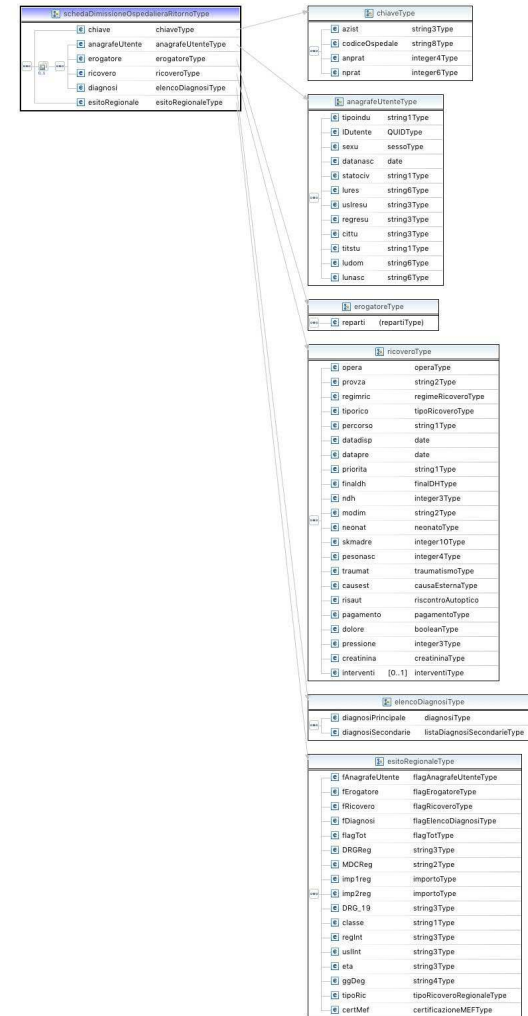 schedaDimissioneOspedalieraRitornoType
chiave chiaveType
anagrafeUtente anagrafeUtenteType
erogatore erogatoreType
ricovero ricoveroType
diagnosi elencoDiagnosiType
esitoRegionale esitoRegionaleType
chiaveType
azist string3Type
codiceOspedale string8Type
anprat integer4Type
nprat integer6Type
anagrafeUtenteType
tipoindu string1Type
IDutente QUIDType
sexu sessoType
datanasc date
statociv string1Type
lures string6Type
uslresu string3Type
regresu string3Type
cittu string3Type
titstu string1Type
ludom string6Type
lunasc string6Type
erogatoreType
reparti (repartiType)
ricoveroType
opera operaType
provza string2Type
regimric regimeRicoveroType
tiporico tipoRicoveroType
percorso string1Type
datadisp date
datapre date
priorita string1Type
finaldh finalDHType
ndh integer3Type
modim string2Type
neonat neonatoType
skmadre integer10Type
pesonasc integer4Type
traumat traumatismoType
causest causaEsternaType
risaut riscontroAutoptico
pagamento pagamentoType
dolore booleanType
pressione integer3Type
creatinina creatininaType
interventi [0..1] interventiType
elencoDiagnosiType
diagnosiPrincipale diagnosiType
diagnosiSecondarie listaDiagnosiSecondarieType
esitoRegionaleType
fAnagrafeUtente flagAnagrafeUtenteType
fErogatore flagErogatoreType
fRicovero flagRicoveroType
fDiagnosi flagElencoDiagnosiType
flagTot flagTotType
DRGReg string3Type
MDCReg string2Type
imp1reg importoType
imp2reg importoType
DRG_19 string3Type
classe string1Type
regInt string3Type
uslInt string3Type
eta string3Type
ggDeg string4Type
tipoRic tipoRicoveroRegionaleType
certMef certificazioneMEFType